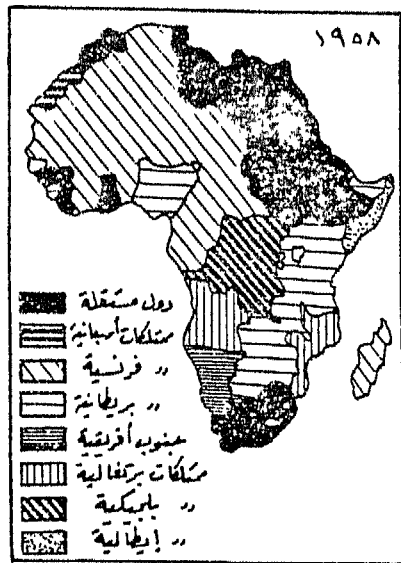 ١٩٥٨
دول مستقلة
ممتلكات أسبانية
〃 فرنسية
〃 بريطانية
جنوب أفريقية
ممتلكات برتغالية
〃 بلجيكية
〃 إيطالية